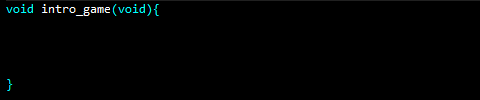 void intro_game(void){
}